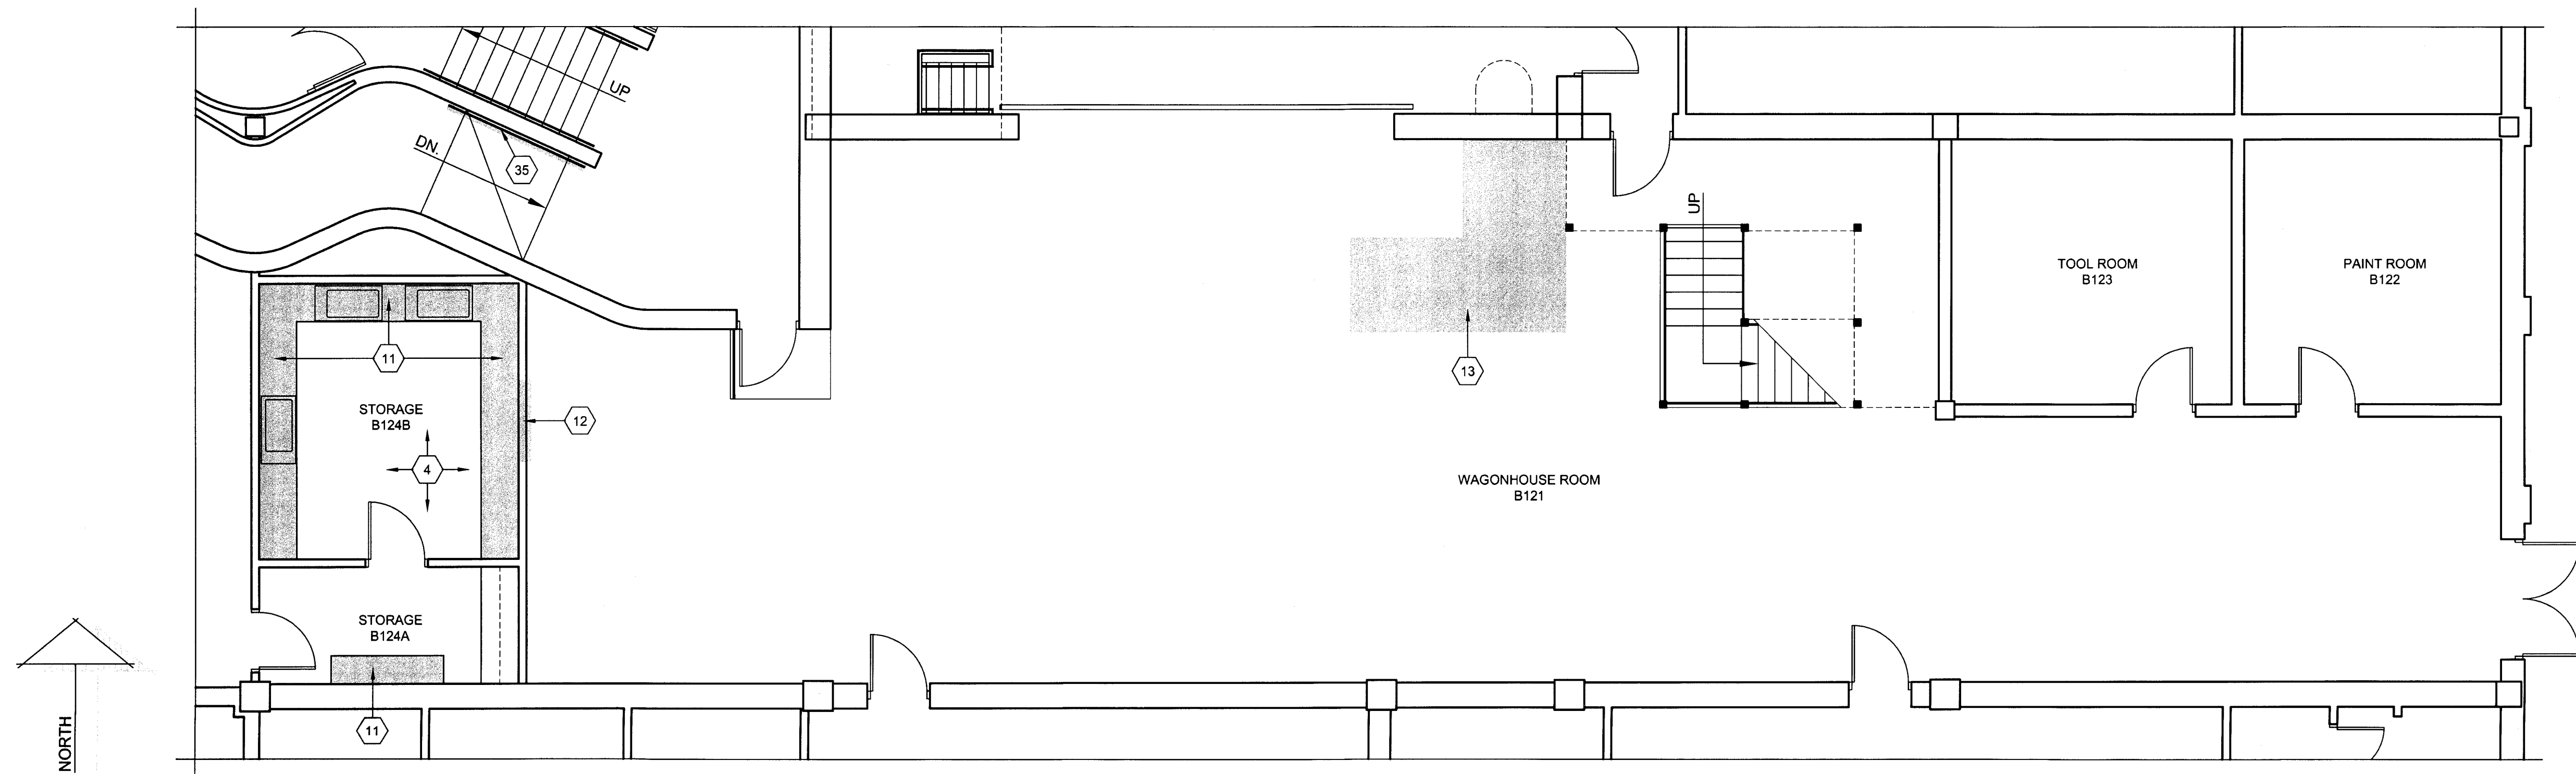 UP
DN.
35
UP
TOOL ROOM
B123
PAINT ROOM
B122
11
13
STORAGE
B124B
12
4
WAGONHOUSE ROOM
B121
STORAGE
B124A
11
NORTH